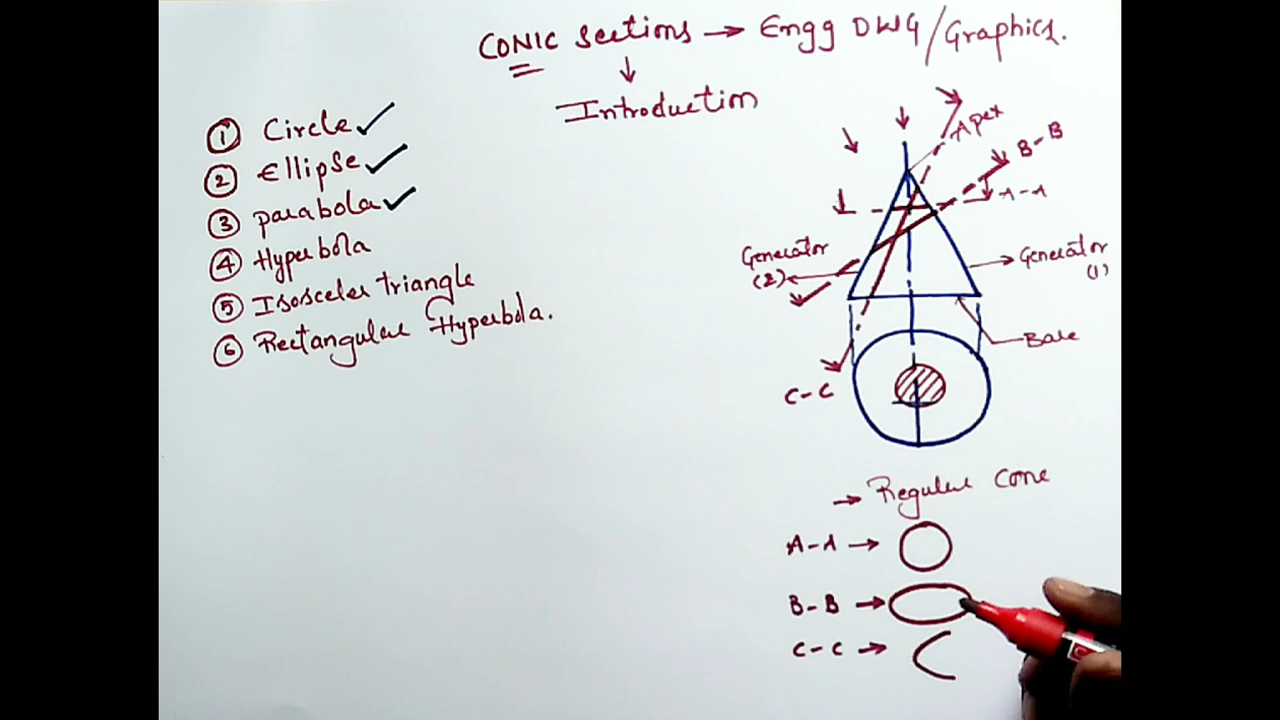 CONIC Sections → Engg DWG/Graphics.
↓
Introduction
① Circle ✓
② Ellipse ✓
③ parabola ✓
④ Hyperbola
⑤ Isosceles triangle
⑥ Rectangular Hyperbola.
Apex
B-B
A-A
Generator
(2)
Generator
(1)
Base
C-C
→ Regular Cone
A-A →
B-B →
C-C →